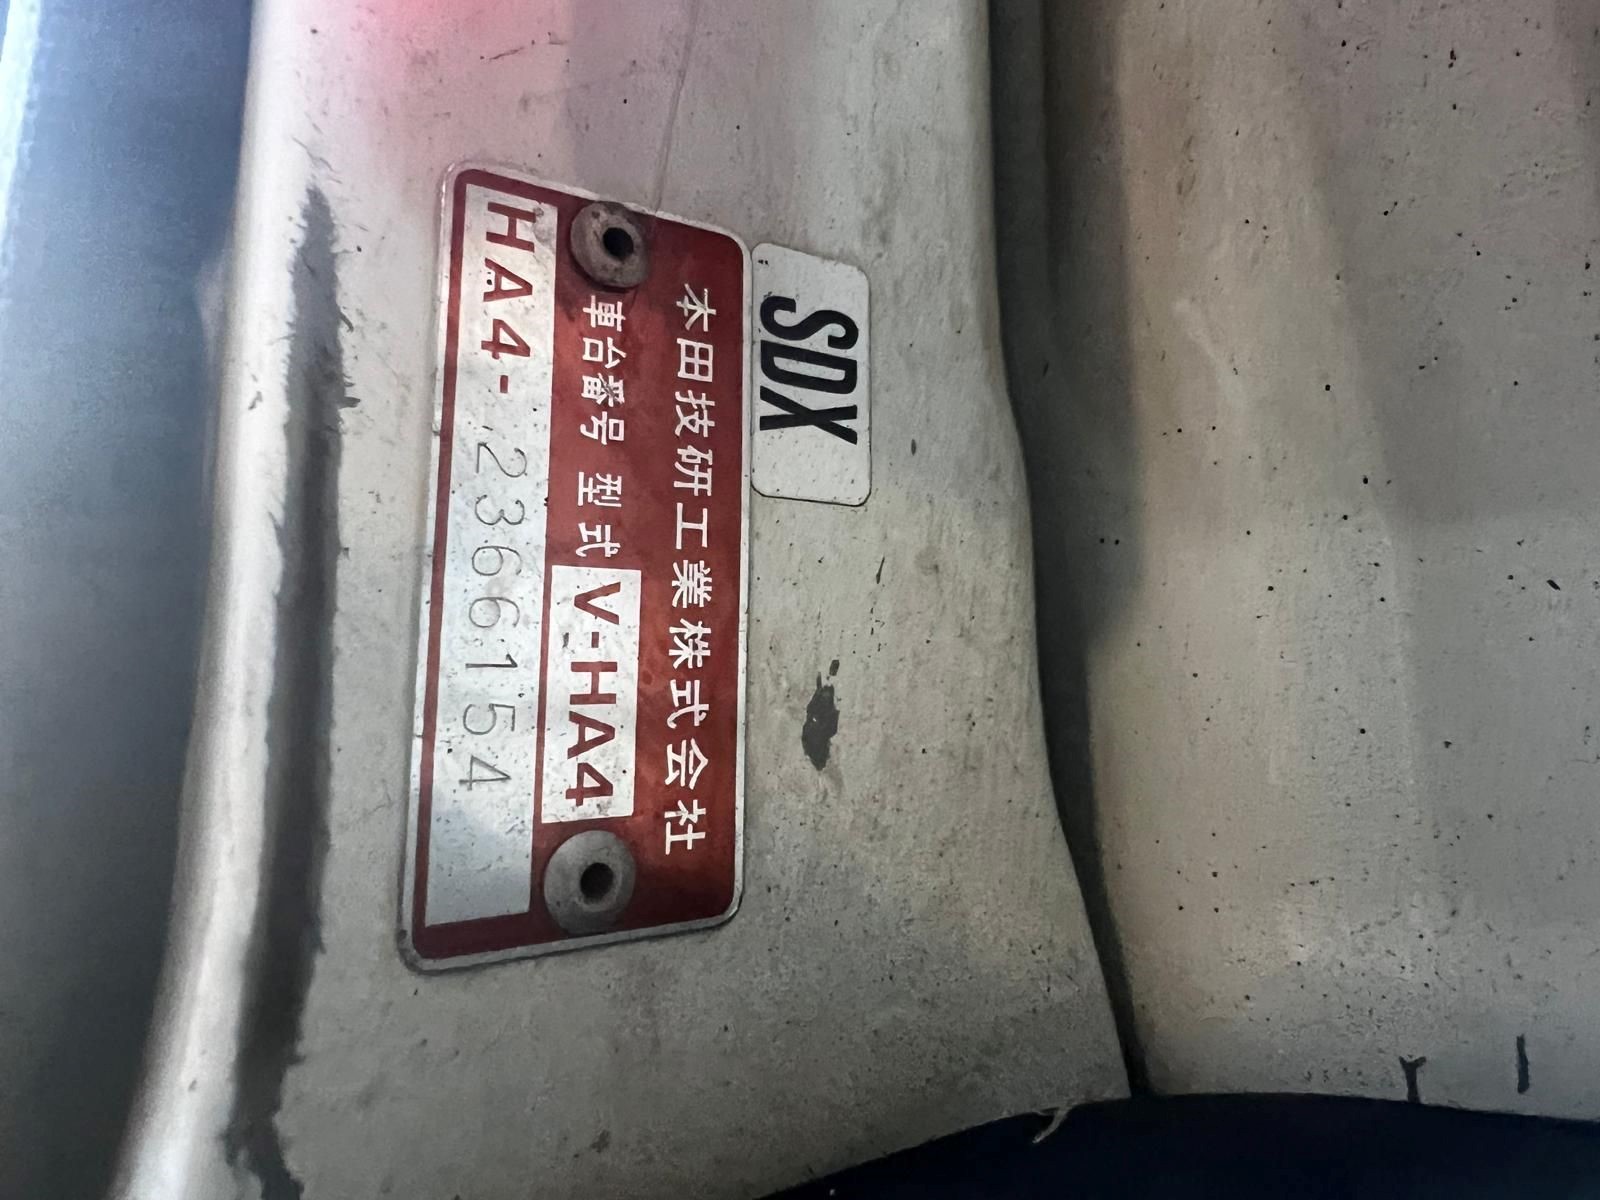 SDX
本田技研工業株式会社
車台番号 型式 V-HA4
HA4-2366154